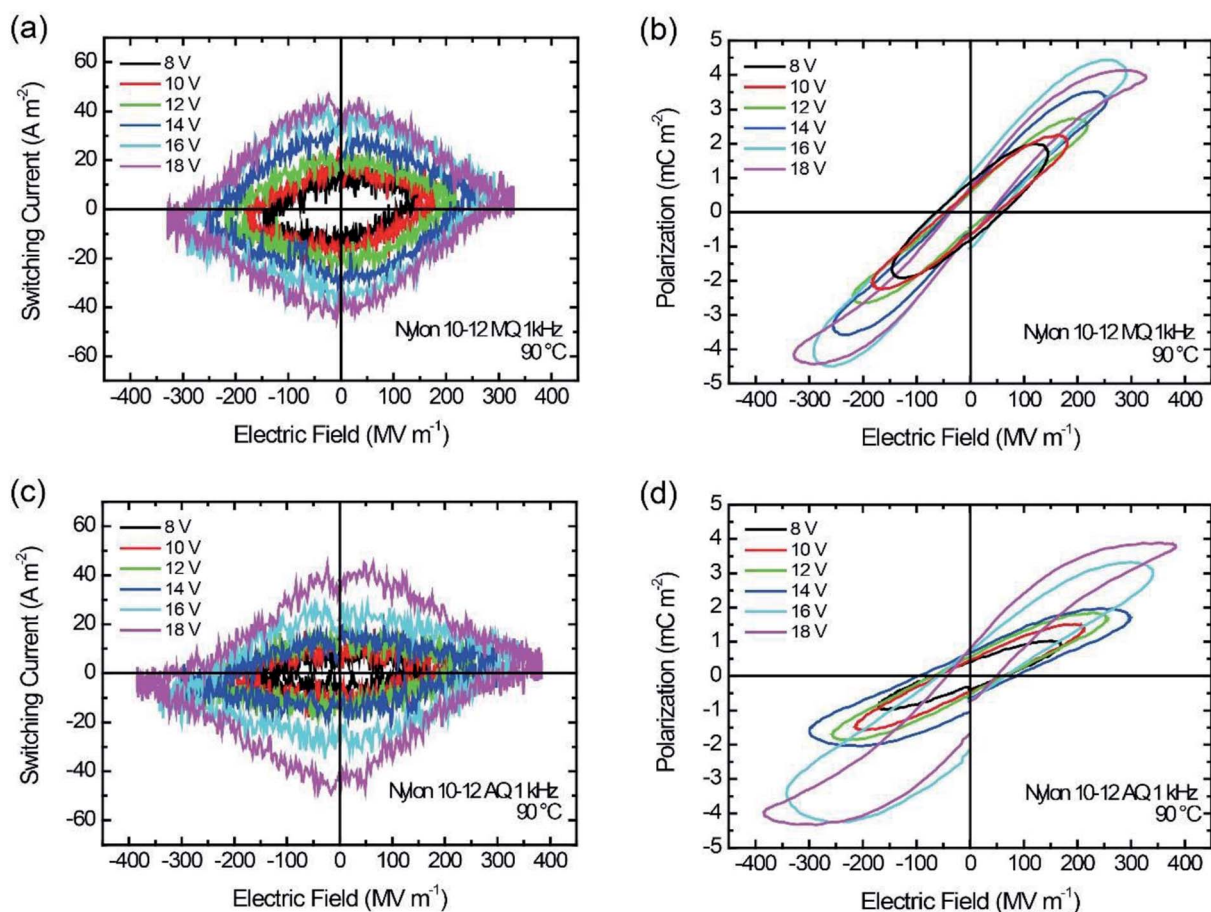 (a)
60
40
20
0
-20
-40
-60
Switching Current (A m⁻²)
8 V
10 V
12 V
14 V
16 V
18 V
Nylon 10-12 MQ 1kHz
90 °C
-400 -300 -200 -100 0 100 200 300 400
Electric Field (MV m⁻¹)
(b)
5
4
3
2
1
0
-1
-2
-3
-4
-5
Polarization (mC m⁻²)
8 V
10 V
12 V
14 V
16 V
18 V
Nylon 10-12 MQ 1kHz
90 °C
-400 -300 -200 -100 0 100 200 300 400
Electric Field (MV m⁻¹)
(c)
60
40
20
0
-20
-40
-60
Switching Current (A m⁻²)
8 V
10 V
12 V
14 V
16 V
18 V
Nylon 10-12 AQ 1 kHz
90 °C
-400 -300 -200 -100 0 100 200 300 400
Electric Field (MV m⁻¹)
(d)
5
4
3
2
1
0
-1
-2
-3
-4
-5
Polarization (mC m⁻²)
8 V
10 V
12 V
14 V
16 V
18 V
Nylon 10-12 AQ 1 kHz
90 °C
-400 -300 -200 -100 0 100 200 300 400
Electric Field (MV m⁻¹)